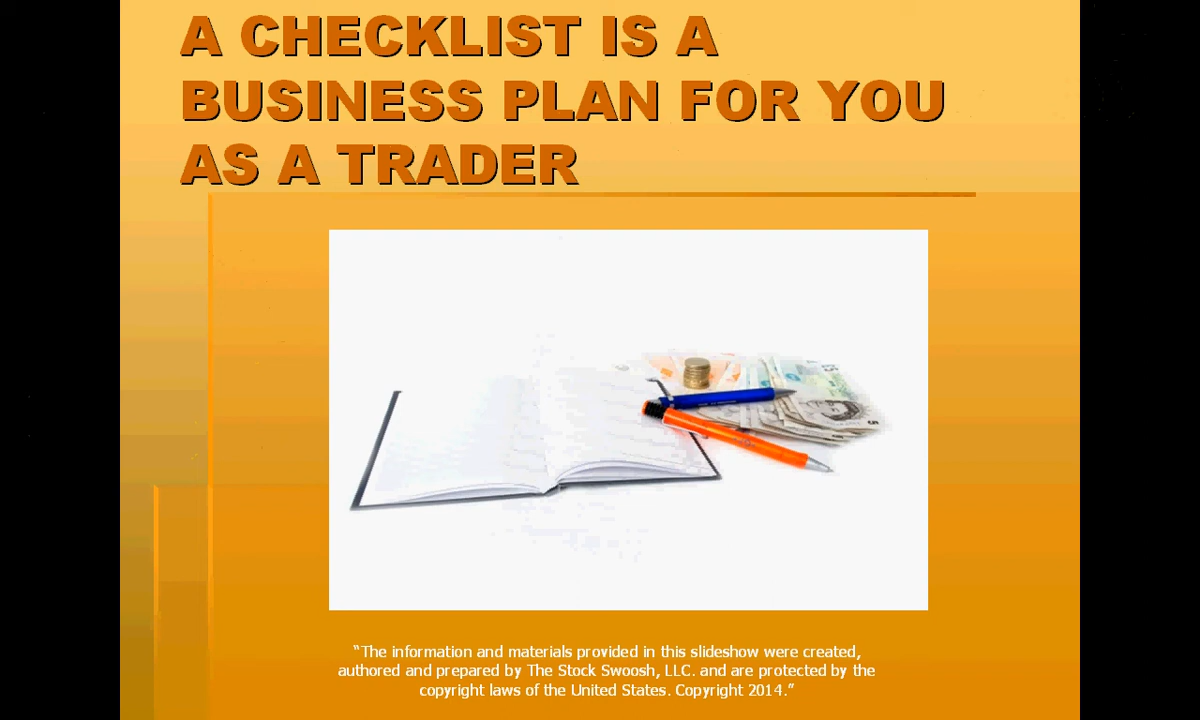 A CHECKLIST IS A
BUSINESS PLAN FOR YOU
AS A TRADER
5
“The information and materials provided in this slideshow were created,
authored and prepared by The Stock Swoosh, LLC. and are protected by the
copyright laws of the United States. Copyright 2014.”